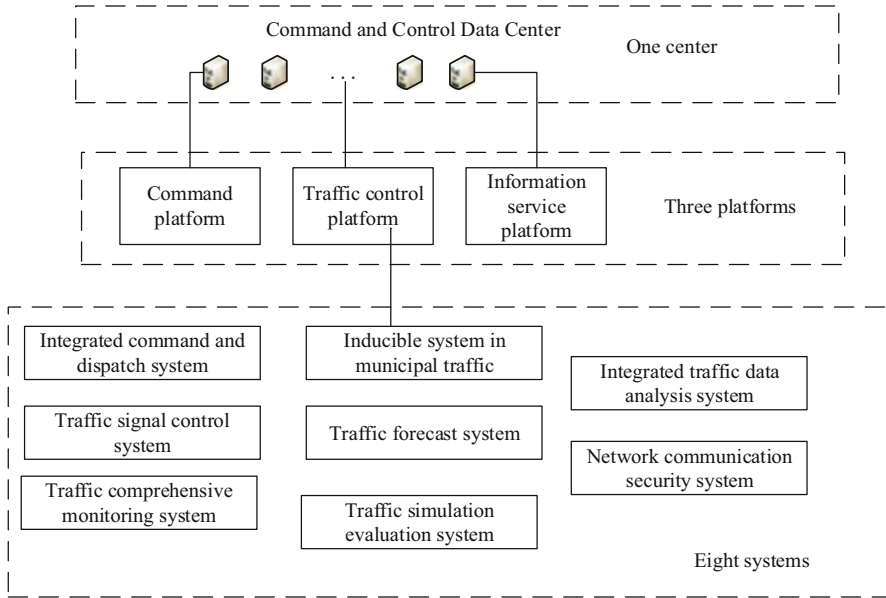 Command and Control Data Center
One center
. . .
Command
platform
Traffic control
platform
Information
service
platform
Three platforms
Integrated command and
dispatch system
Inducible system in
municipal traffic
Integrated traffic data
analysis system
Traffic signal control
system
Traffic forecast system
Network communication
security system
Traffic comprehensive
monitoring system
Traffic simulation
evaluation system
Eight systems